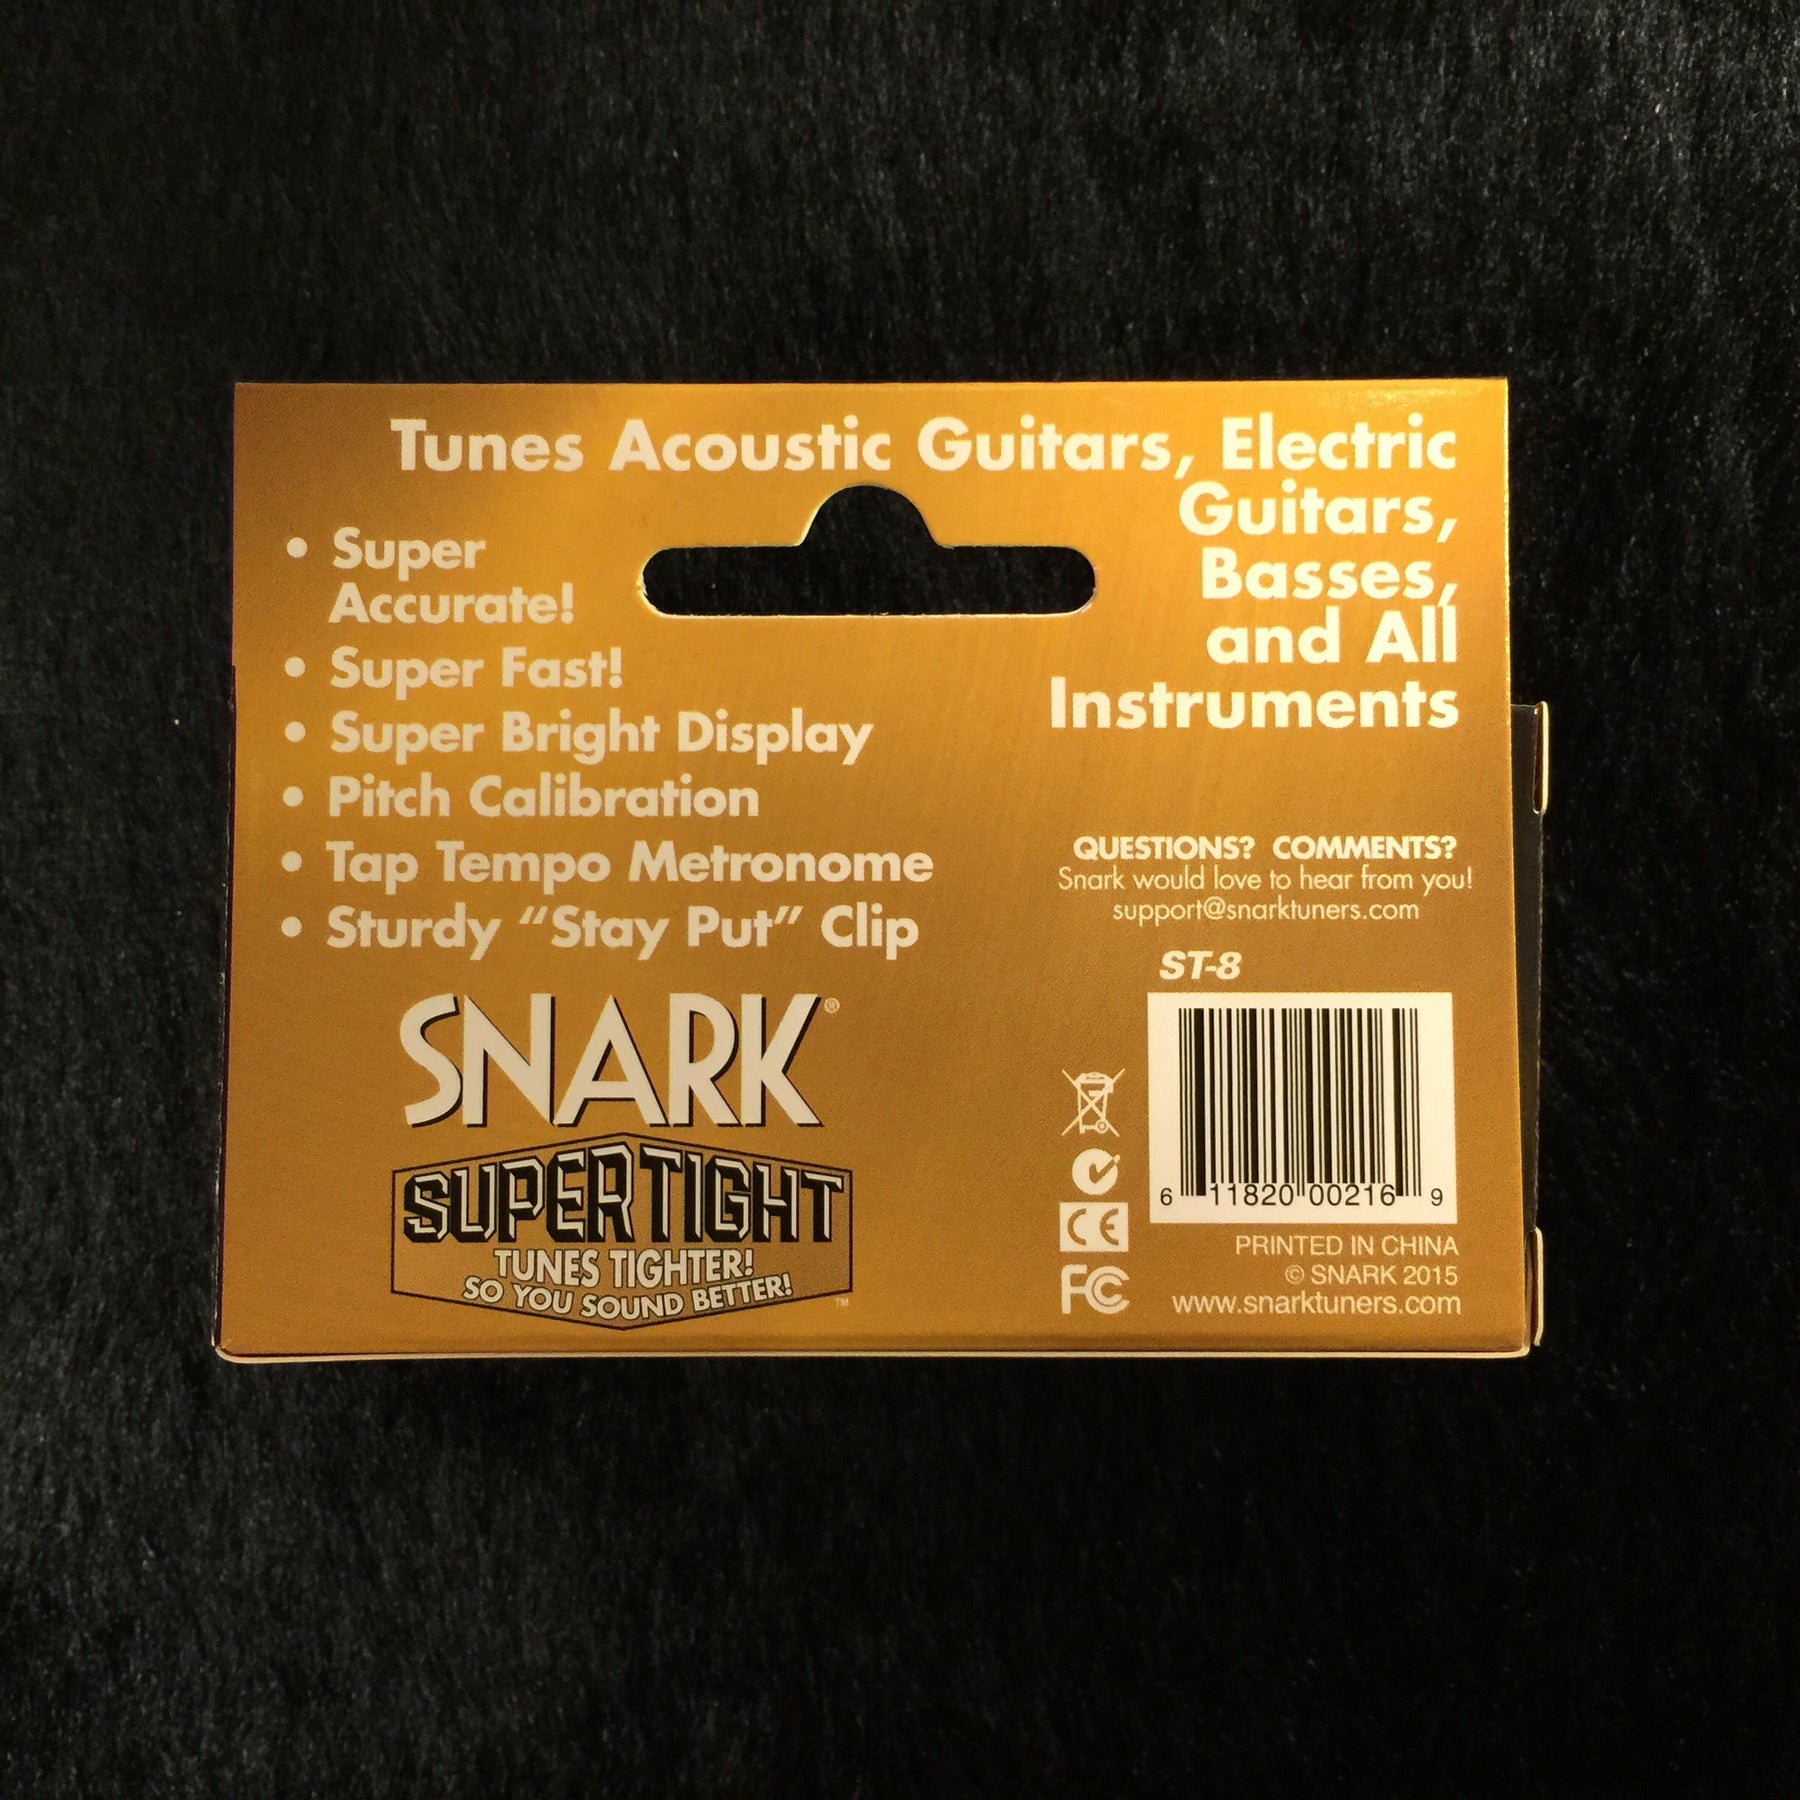 Tunes Acoustic Guitars, Electric
Guitars,
Basses,
and All
Instruments
• Super
Accurate!
• Super Fast!
• Super Bright Display
• Pitch Calibration
• Tap Tempo Metronome
• Sturdy “Stay Put” Clip
QUESTIONS? COMMENTS?
Snark would love to hear from you!
support@snarktuners.com
SNARK®
SUPERTIGHT
TUNES TIGHTER!
SO YOU SOUND BETTER!™
ST-8
6 11820 00216 9
CE
FC
PRINTED IN CHINA
© SNARK 2015
www.snarktuners.com